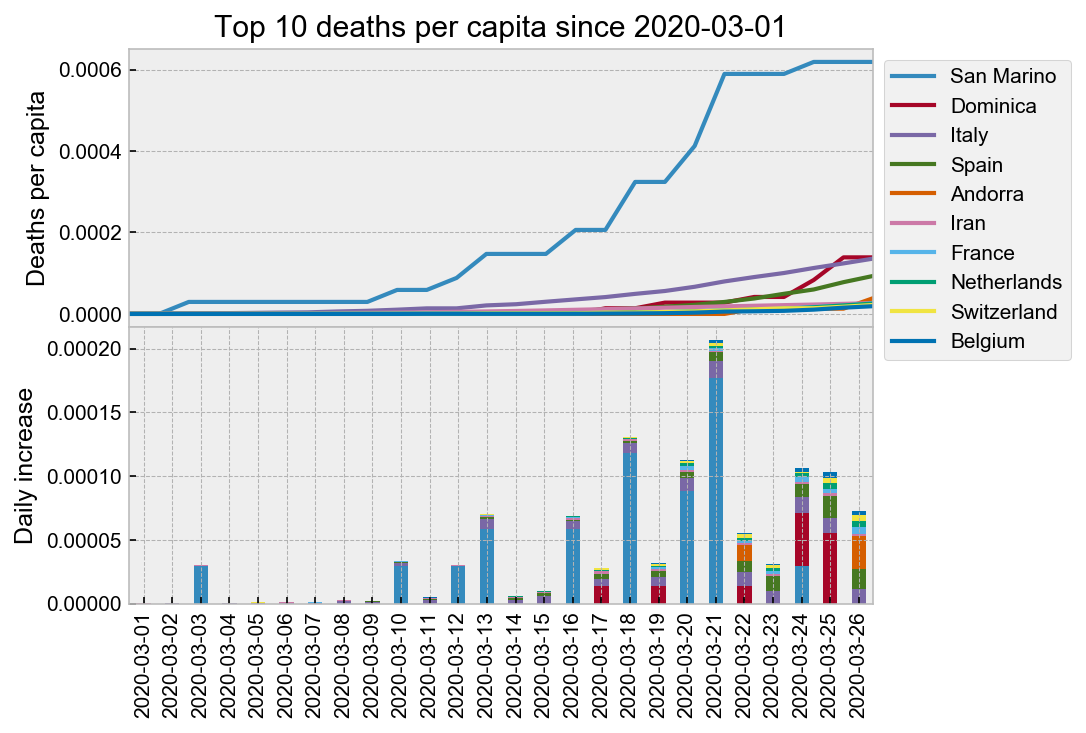 Top 10 deaths per capita since 2020-03-01
Deaths per capita
0.0006
0.0004
0.0002
0.0000
San Marino
Dominica
Italy
Spain
Andorra
Iran
France
Netherlands
Switzerland
Belgium
Daily increase
0.00020
0.00015
0.00010
0.00005
0.00000
2020-03-01
2020-03-02
2020-03-03
2020-03-04
2020-03-05
2020-03-06
2020-03-07
2020-03-08
2020-03-09
2020-03-10
2020-03-11
2020-03-12
2020-03-13
2020-03-14
2020-03-15
2020-03-16
2020-03-17
2020-03-18
2020-03-19
2020-03-20
2020-03-21
2020-03-22
2020-03-23
2020-03-24
2020-03-25
2020-03-26